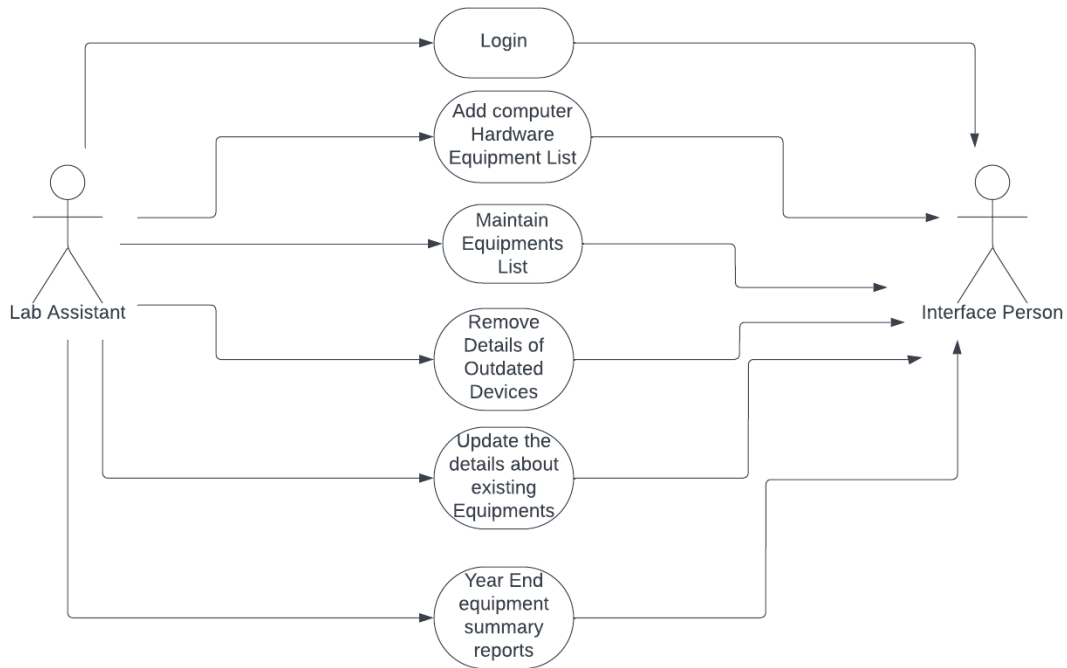 Login
Add computer
Hardware
Equipment List
Maintain
Equipments
List
Lab Assistant
Interface Person
Remove
Details of
Outdated
Devices
Update the
details about
existing
Equipments
Year End
equipment
summary
reports